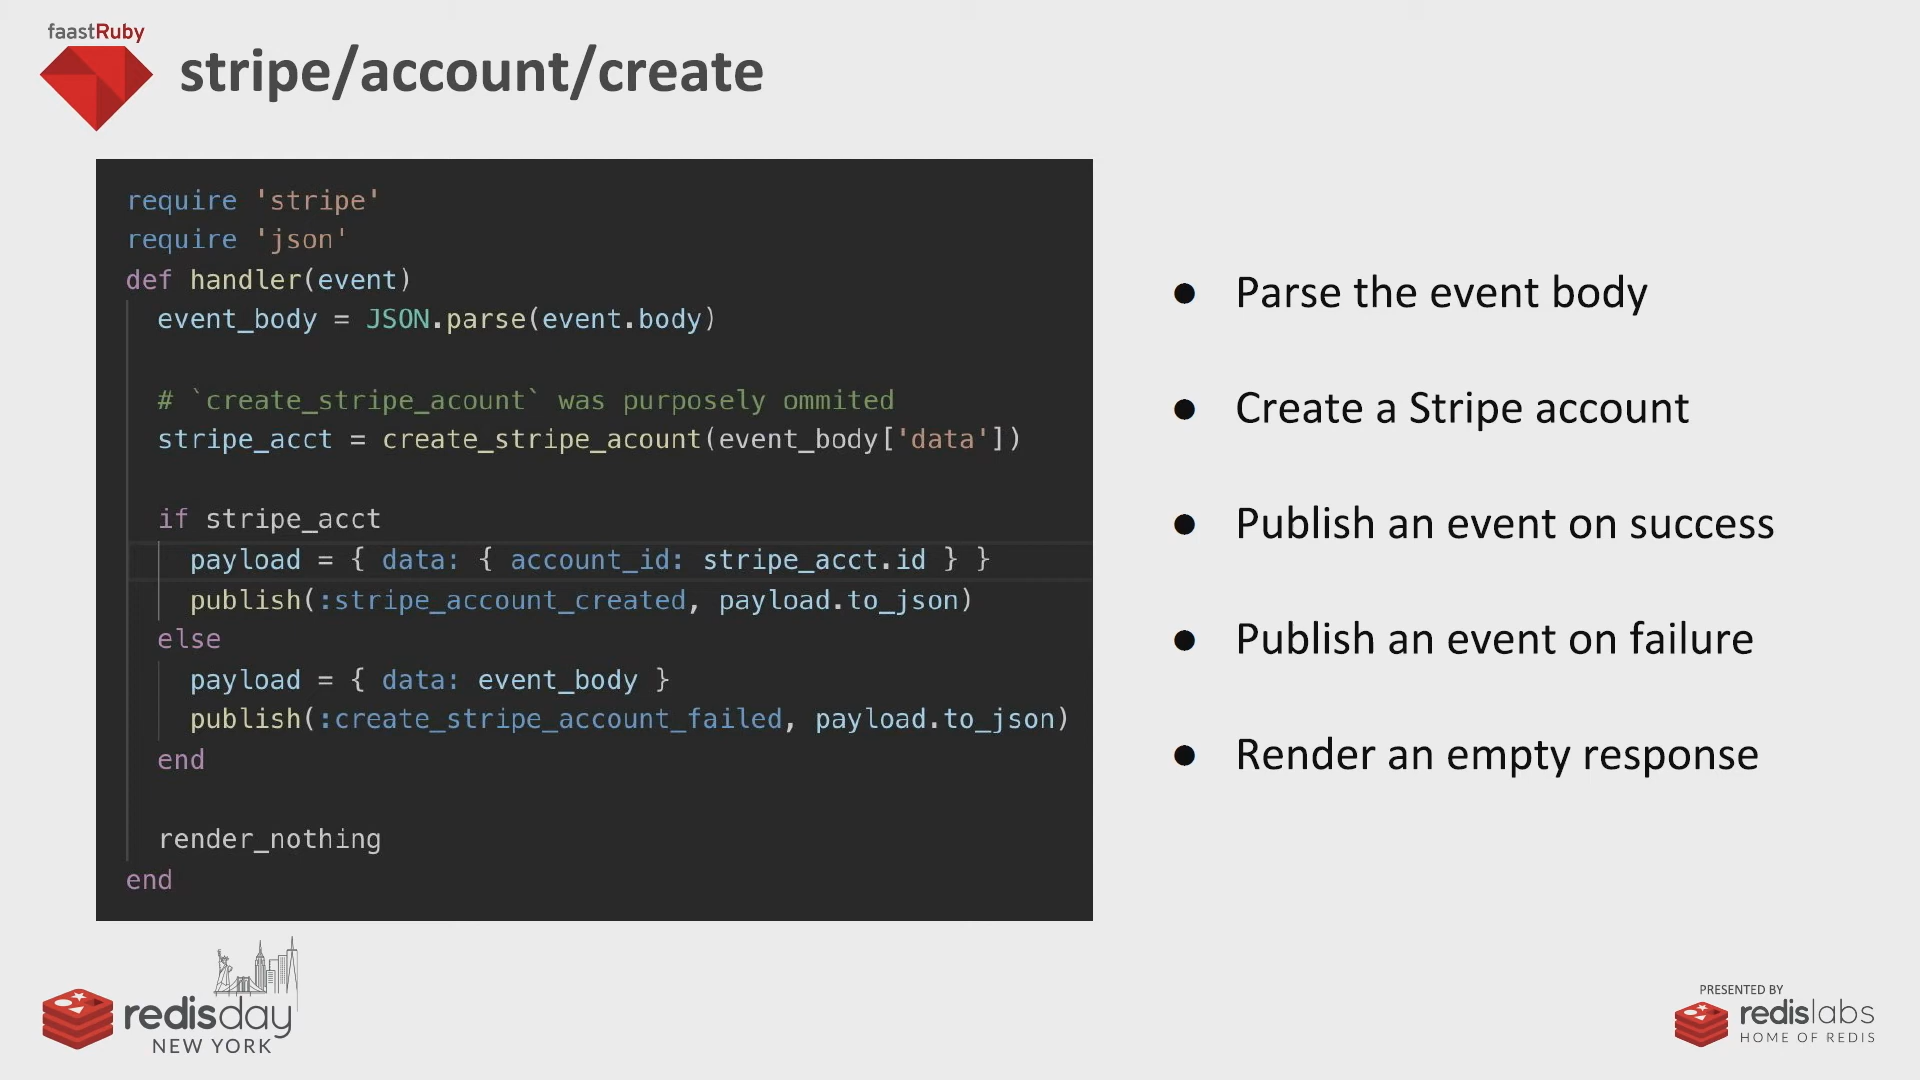 faastRuby
stripe/account/create
require 'stripe'
require 'json'
def handler(event)
event_body = JSON.parse(event.body)
# `create_stripe_acount` was purposely ommited
stripe_acct = create_stripe_acount(event_body['data'])
if stripe_acct
payload = { data: { account_id: stripe_acct.id } }
publish(:stripe_account_created, payload.to_json)
else
payload = { data: event_body }
publish(:create_stripe_account_failed, payload.to_json)
end
render_nothing
end
● Parse the event body
● Create a Stripe account
● Publish an event on success
● Publish an event on failure
● Render an empty response
redisday
NEW YORK
PRESENTED BY
redislabs
HOME OF REDIS